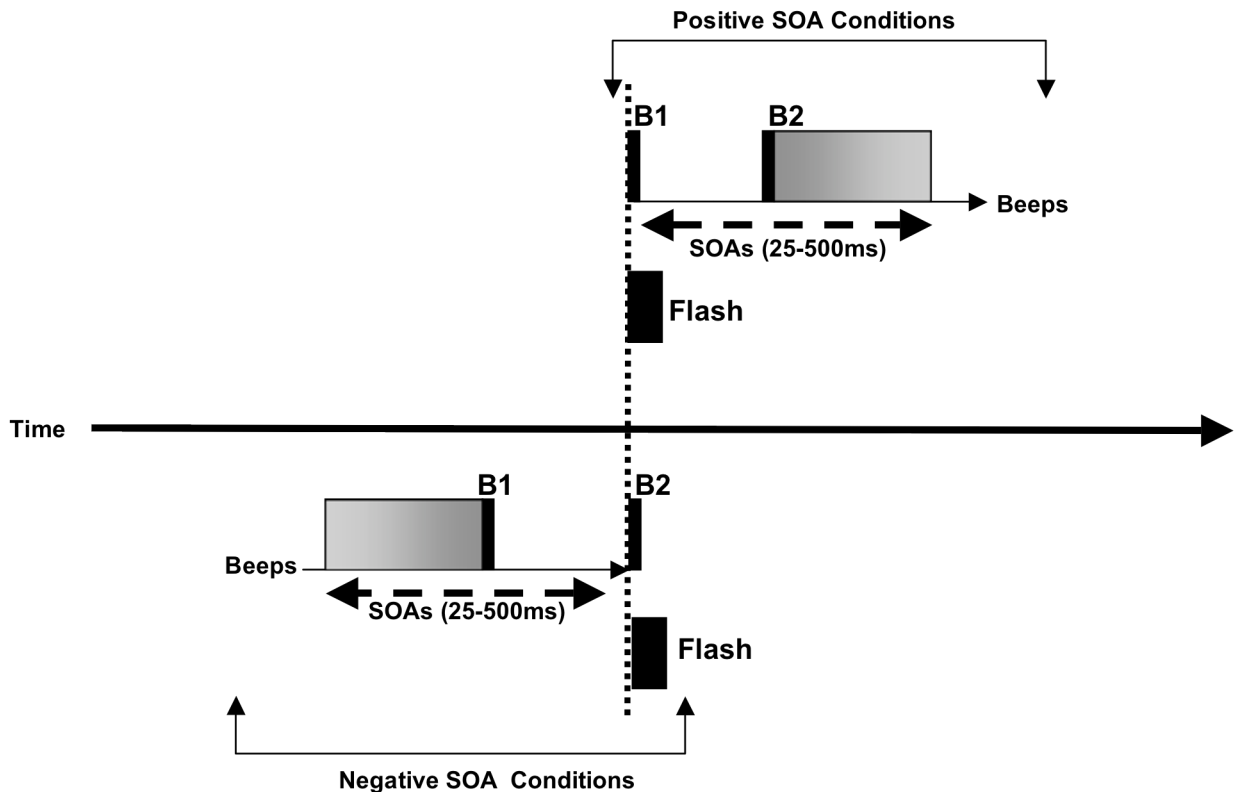 Positive SOA Conditions
B1 B2
Beeps
SOAs (25-500ms)
Flash
Time
B1 B2
Beeps
SOAs (25-500ms)
Flash
Negative SOA Conditions